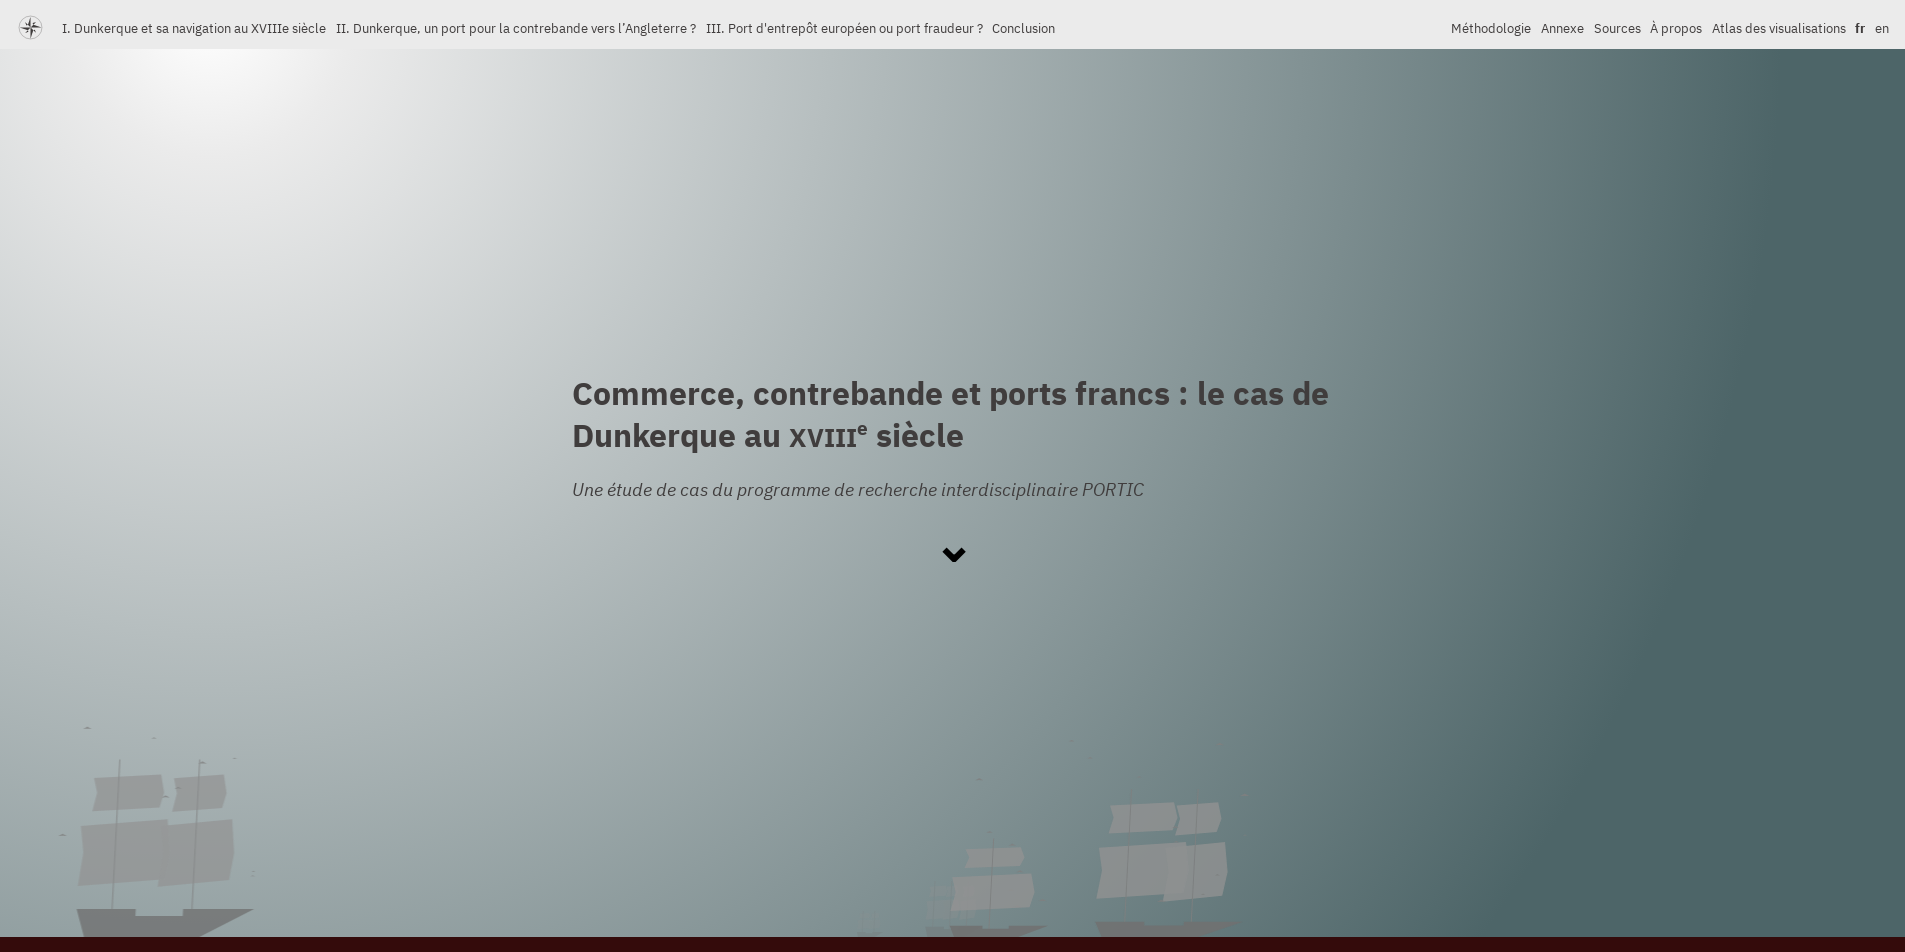 I. Dunkerque et sa navigation au XVIIIe siècle II. Dunkerque, un port pour la contrebande vers l’Angleterre ? III. Port d'entrepôt européen ou port fraudeur ? Conclusion Méthodologie Annexe Sources À propos Atlas des visualisations fr en
Commerce, contrebande et ports francs : le cas de
Dunkerque au XVIIIe siècle
Une étude de cas du programme de recherche interdisciplinaire PORTIC